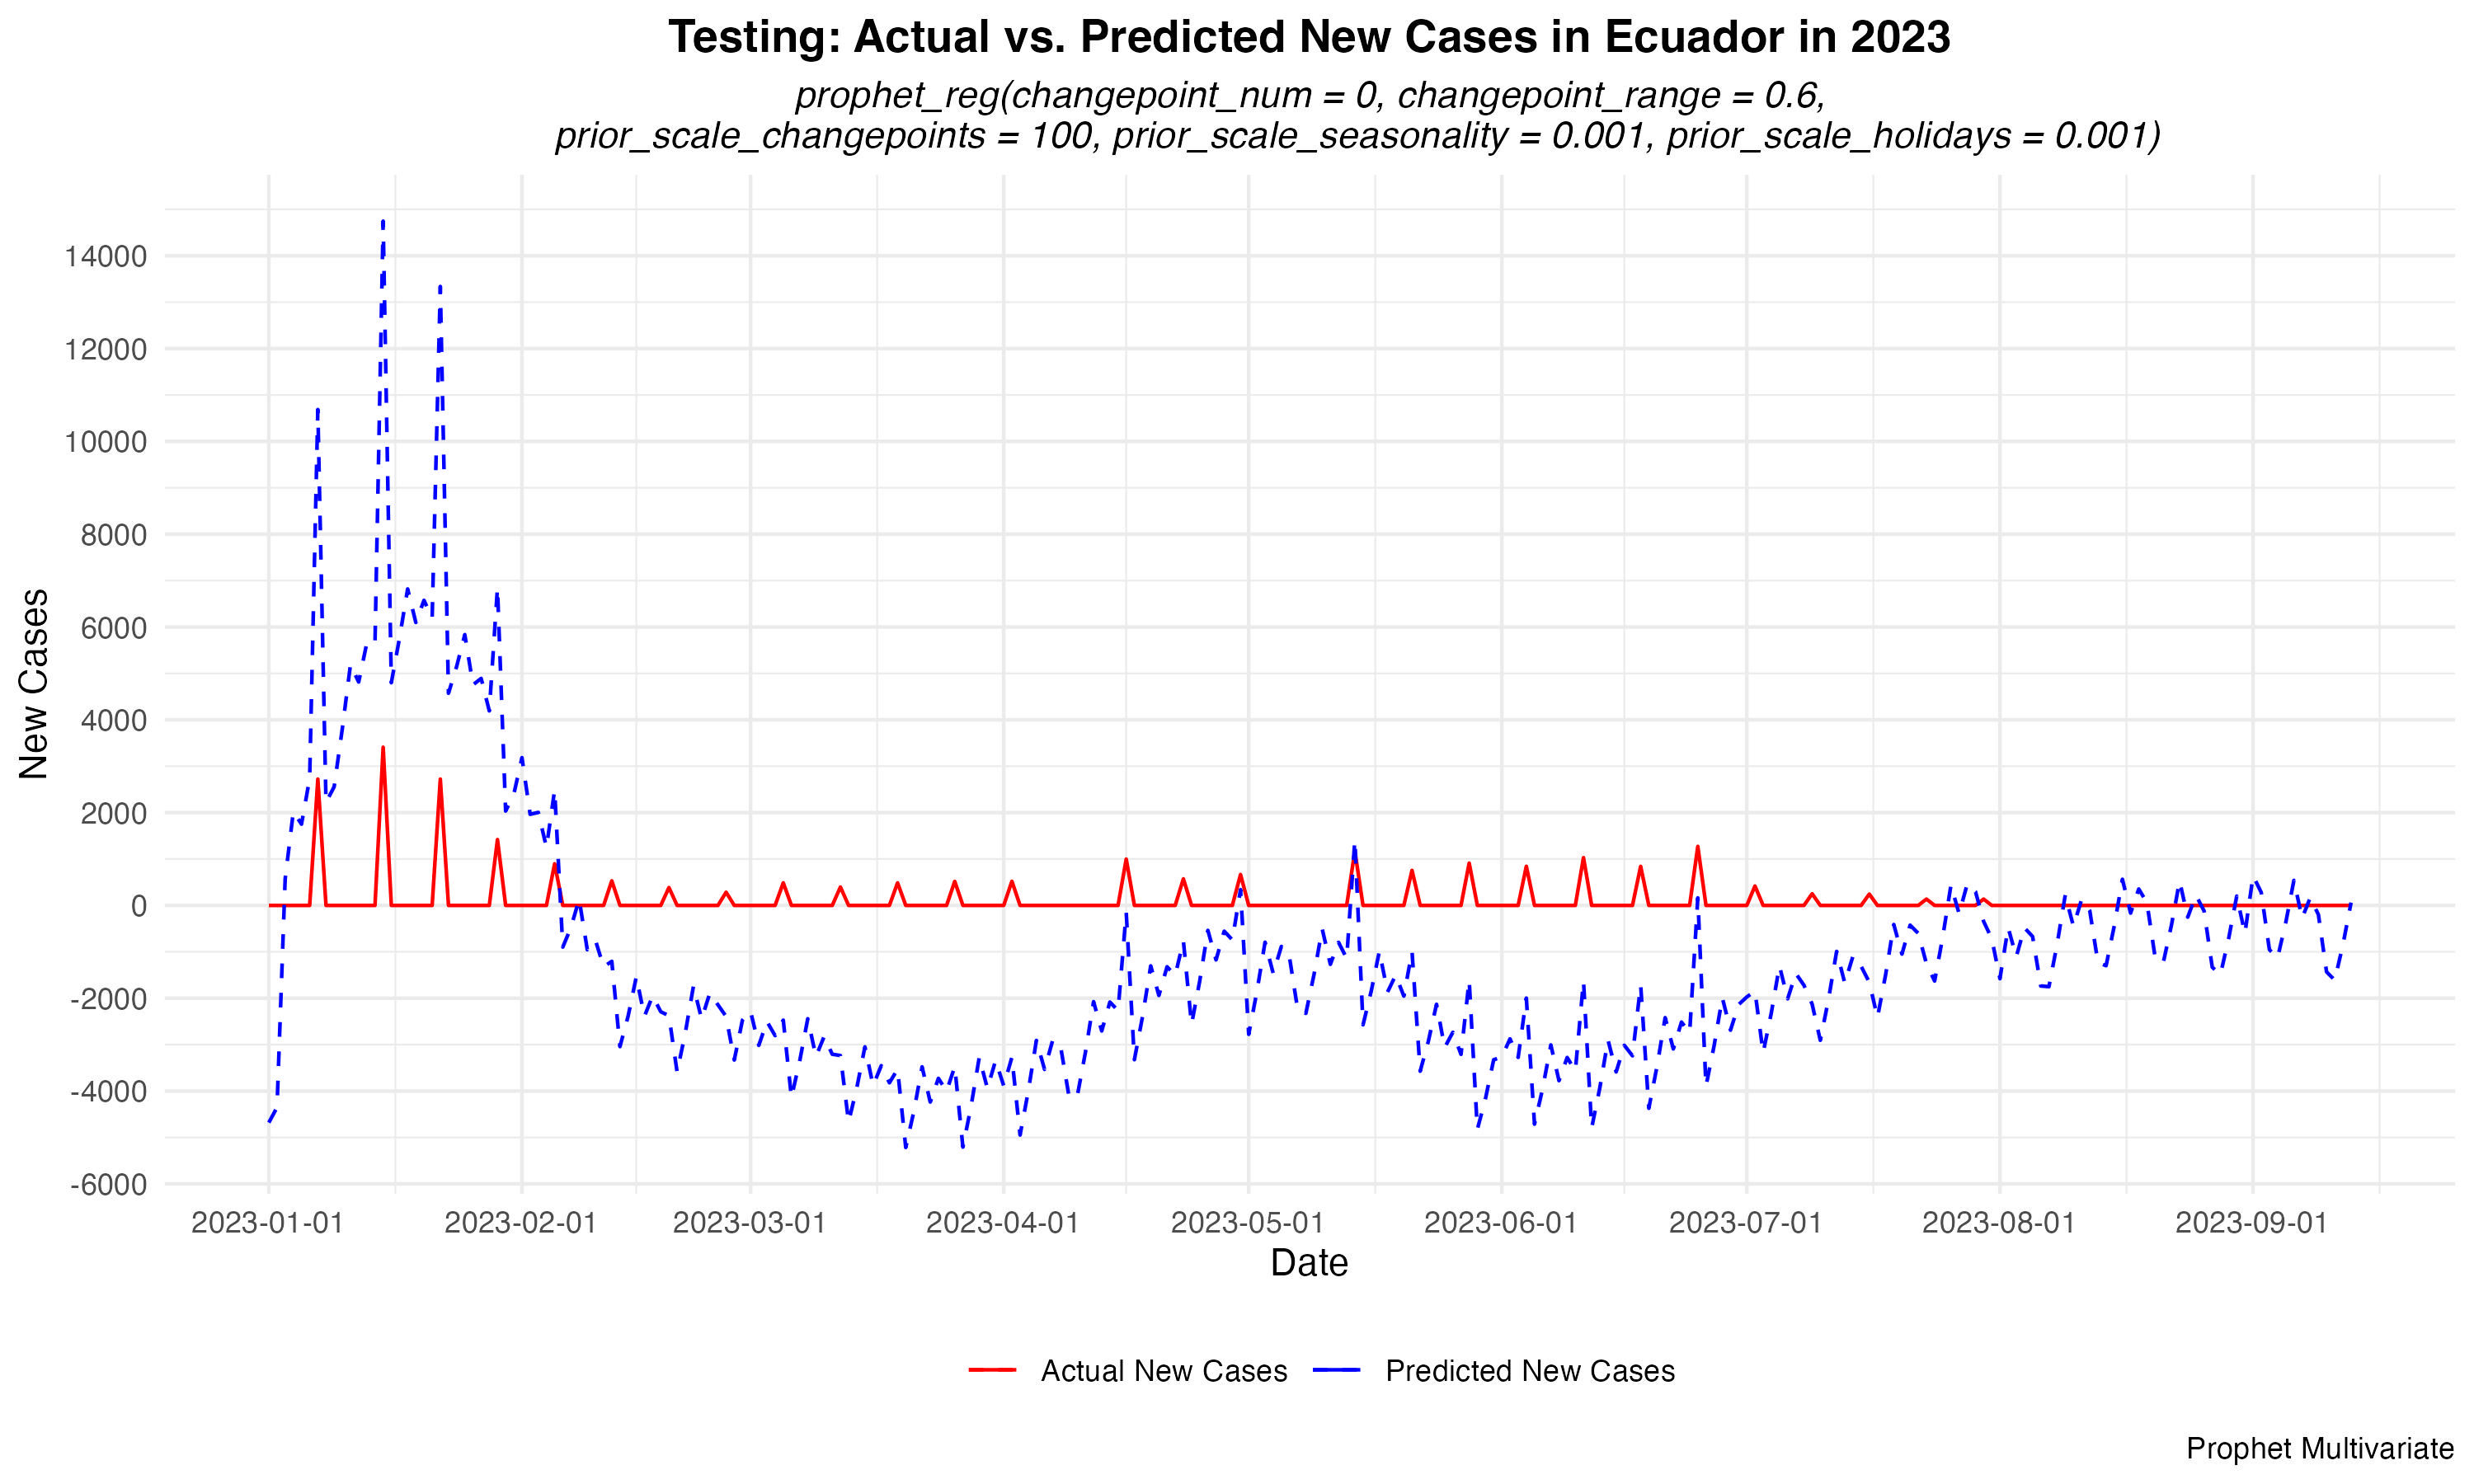 Testing: Actual vs. Predicted New Cases in Ecuador in 2023
prophet_reg(changepoint_num = 0, changepoint_range = 0.6,
prior_scale_changepoints = 100, prior_scale_seasonality = 0.001, prior_scale_holidays = 0.001)
New Cases
14000
12000
10000
8000
6000
4000
2000
0
-2000
-4000
-6000
2023-01-01 2023-02-01 2023-03-01 2023-04-01 2023-05-01 2023-06-01 2023-07-01 2023-08-01 2023-09-01
Date
Actual New Cases Predicted New Cases
Prophet Multivariate